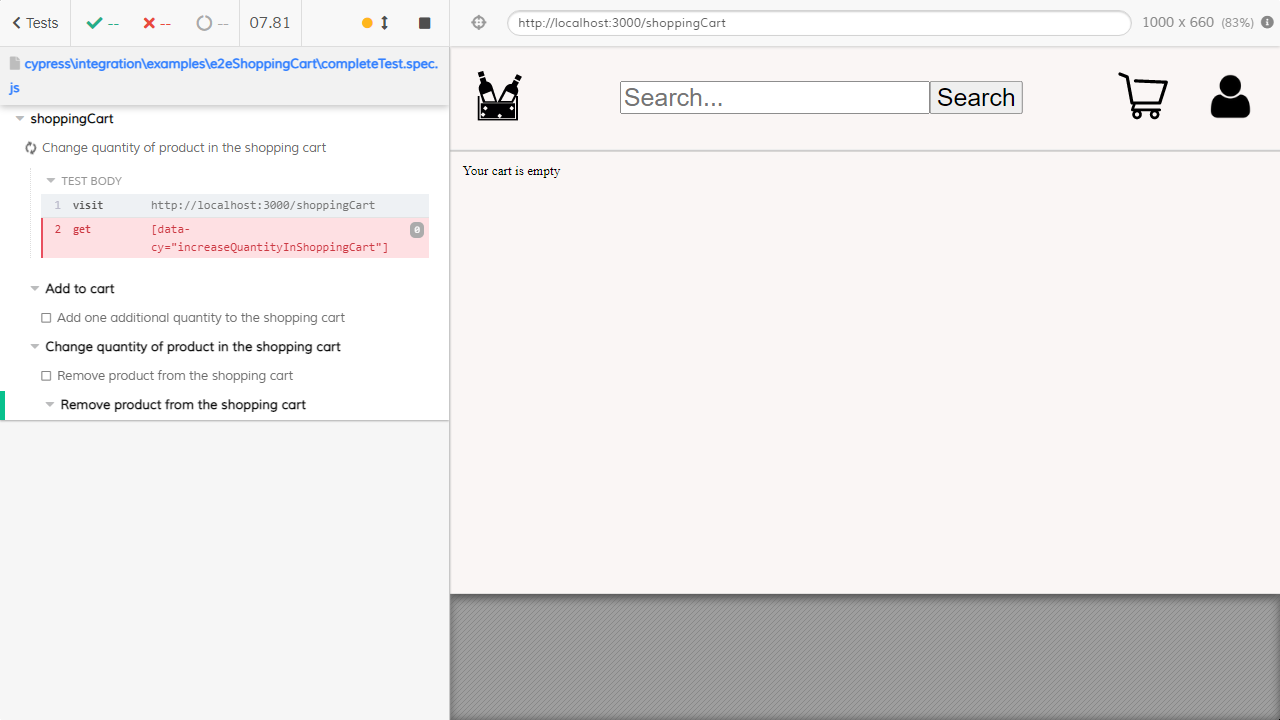 Tests
--
--
--
07.81
http://localhost:3000/shoppingCart
1000 x 660 (83%)
cypress\integration\examples\e2eShoppingCart\completeTest.spec.
js
shoppingCart
Change quantity of product in the shopping cart
TEST BODY
1 visit http://localhost:3000/shoppingCart
2 get [data-
cy="increaseQuantityInShoppingCart"]
0
Add to cart
Add one additional quantity to the shopping cart
Change quantity of product in the shopping cart
Remove product from the shopping cart
Remove product from the shopping cart
Search...
Search
Your cart is empty